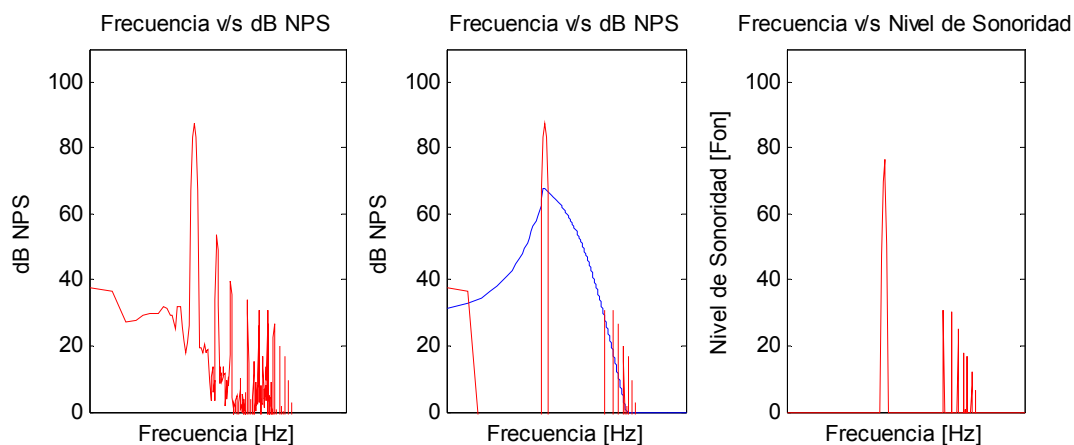 Frecuencia v/s dB NPS
dB NPS
100
80
60
40
20
0
Frecuencia [Hz]
Frecuencia v/s dB NPS
dB NPS
100
80
60
40
20
0
Frecuencia [Hz]
Frecuencia v/s Nivel de Sonoridad
Nivel de Sonoridad [Fon]
100
80
60
40
20
0
Frecuencia [Hz]